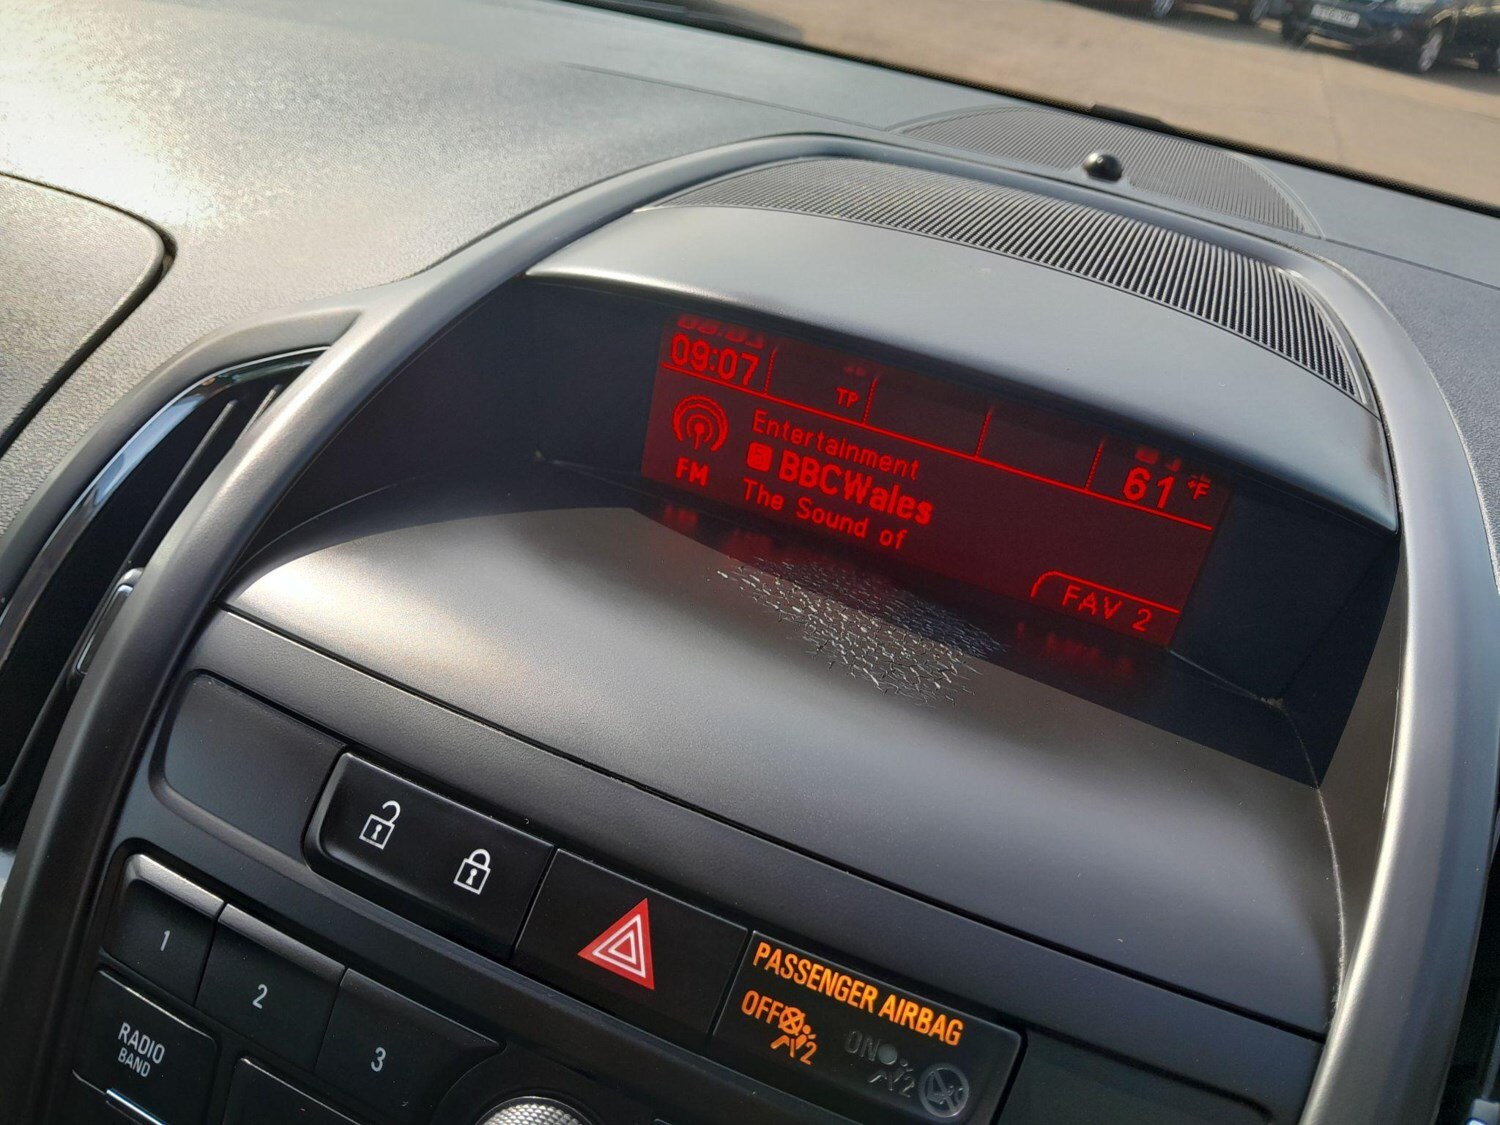 09:07
TP
61 °F
Entertainment
BBCWales
The Sound of
FM
FAV 2
PASSENGER AIRBAG
OFF 2
ON 2
1
2
3
RADIO
BAND